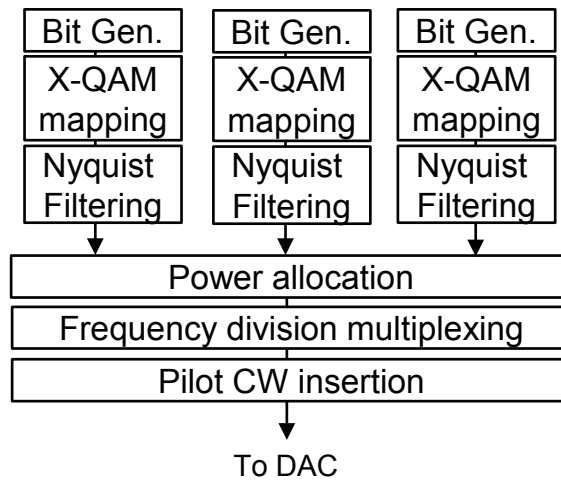 Bit Gen.
X-QAM
mapping
Nyquist
Filtering
Bit Gen.
X-QAM
mapping
Nyquist
Filtering
Bit Gen.
X-QAM
mapping
Nyquist
Filtering
Power allocation
Frequency division multiplexing
Pilot CW insertion
To DAC